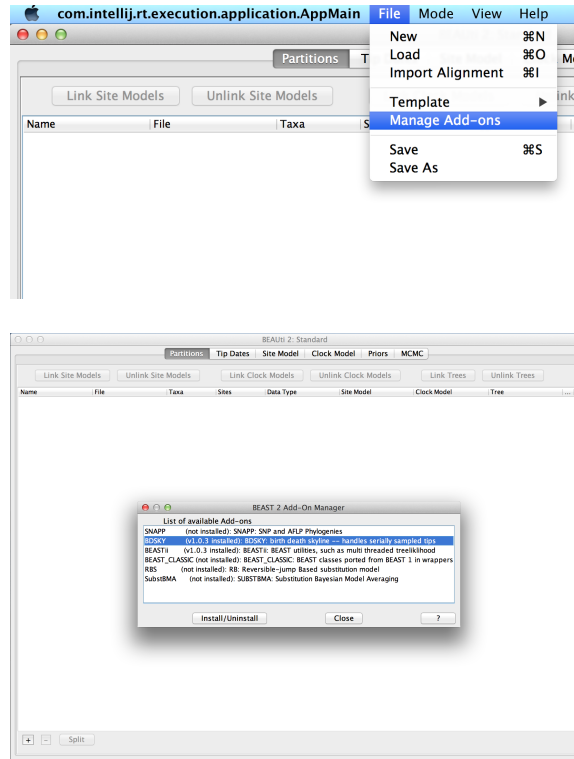 com.intellij.rt.execution.application.AppMain File Mode View Help
New ⌘N
Load ⌘O
Import Alignment ⌘I
Template ▶
Manage Add-ons
Save ⌘S
Save As
Partitions
Link Site Models Unlink Site Models
Name File Taxa
BEAUti 2: Standard
Partitions Tip Dates Site Model Clock Model Priors MCMC
Link Site Models Unlink Site Models Link Clock Models Unlink Clock Models Link Trees Unlink Trees
Name File Taxa Sites Data Type Site Model Clock Model Tree ...
BEAST 2 Add-On Manager
List of available Add-ons
SNAPP (not installed): SNAPP: SNP and AFLP Phylogenies
BDSKY (v1.0.3 installed): BDSKY: birth death skyline -- handles serially sampled tips
BEASTii (v1.0.3 installed): BEASTii: BEAST utilities, such as multi threaded treeliklihood
BEAST_CLASSIC (not installed): BEAST_CLASSIC: BEAST classes ported from BEAST 1 in wrappers
RBS (not installed): RB: Reversible-jump Based substitution model
SubstBMA (not installed): SUBSTBMA: Substitution Bayesian Model Averaging
Install/Uninstall Close ?
+ - Split